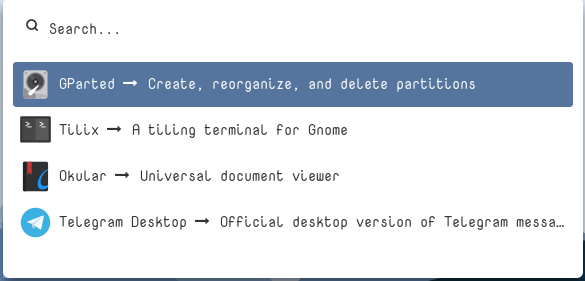 Search...
GParted → Create, reorganize, and delete partitions
Tilix → A tiling terminal for Gnome
Okular → Universal document viewer
Telegram Desktop → Official desktop version of Telegram messa…